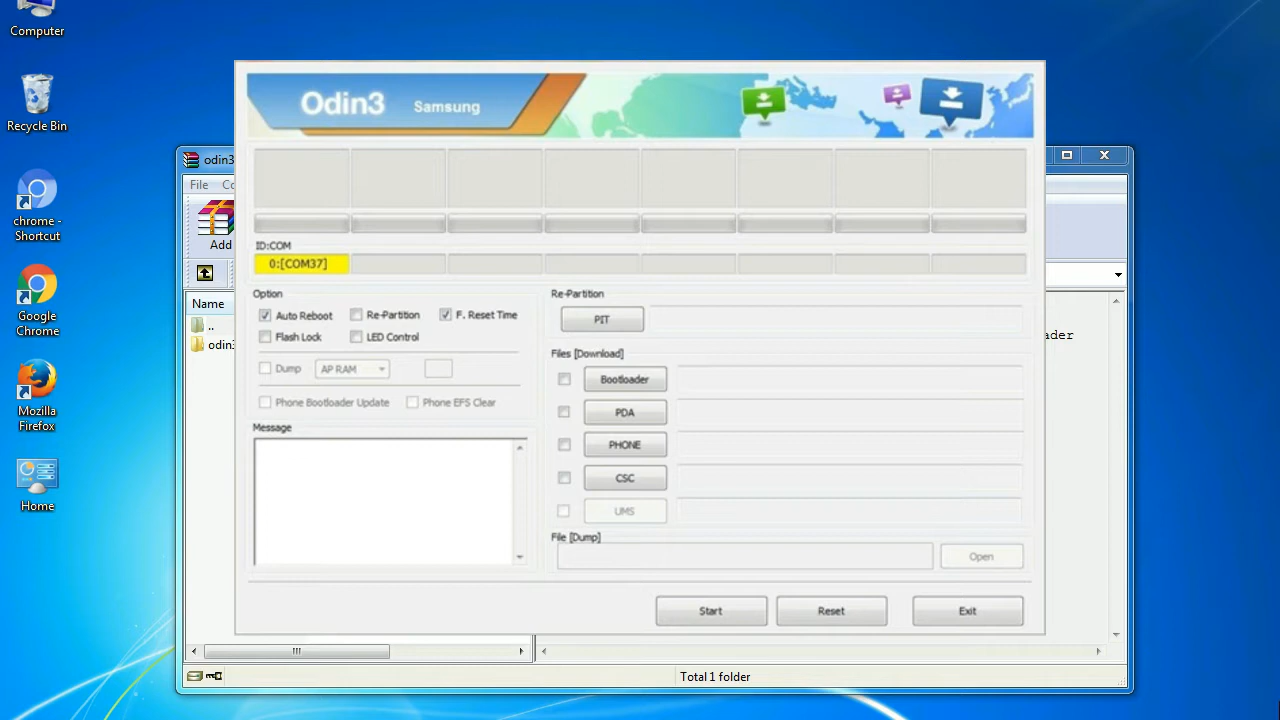 Computer
Recycle Bin
chrome -
Shortcut
Google
Chrome
Mozilla
Firefox
Home
odin3
File
Add
Name
..
odin3
Odin3 Samsung
ID:COM
0:[COM37]
Option
Auto Reboot Re-Partition F. Reset Time
Flash Lock LED Control
Dump AP RAM
Phone Bootloader Update Phone EFS Clear
Message
Re-Partition
PIT
Files [Download]
Bootloader
PDA
PHONE
CSC
UMS
File [Dump]
Open
Start Reset Exit
Total 1 folder